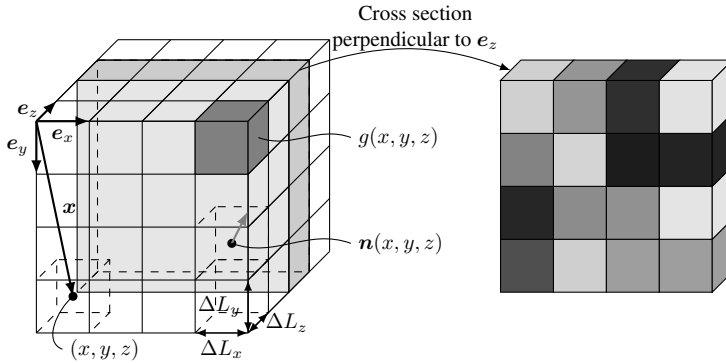 Cross section
perpendicular to e_z
e_z
e_x
e_y
g(x, y, z)
x
n(x, y, z)
ΔL_y
ΔL_z
ΔL_x
(x, y, z)